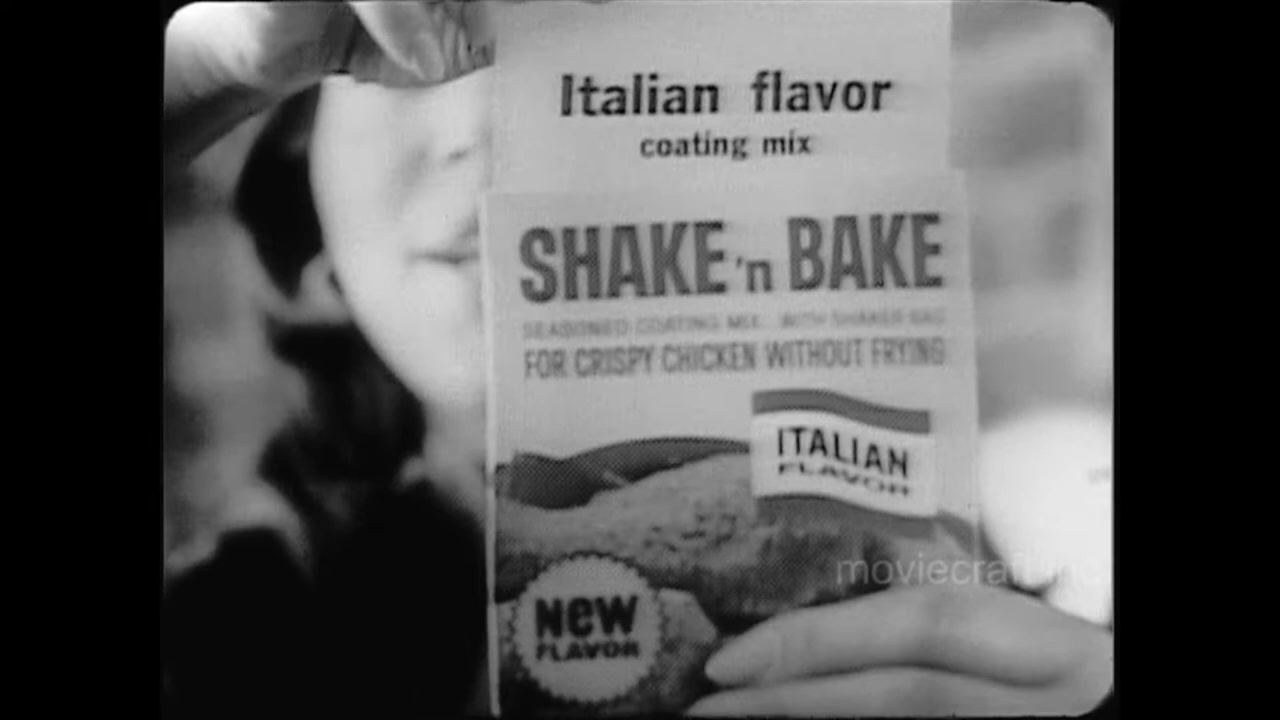 Italian flavor
coating mix
SHAKE 'n BAKE
SEASONED COATING MIX...WITH SHAKER BAG
FOR CRISPY CHICKEN WITHOUT FRYING
ITALIAN
FLAVOR
NEW
FLAVOR
moviecraft inc